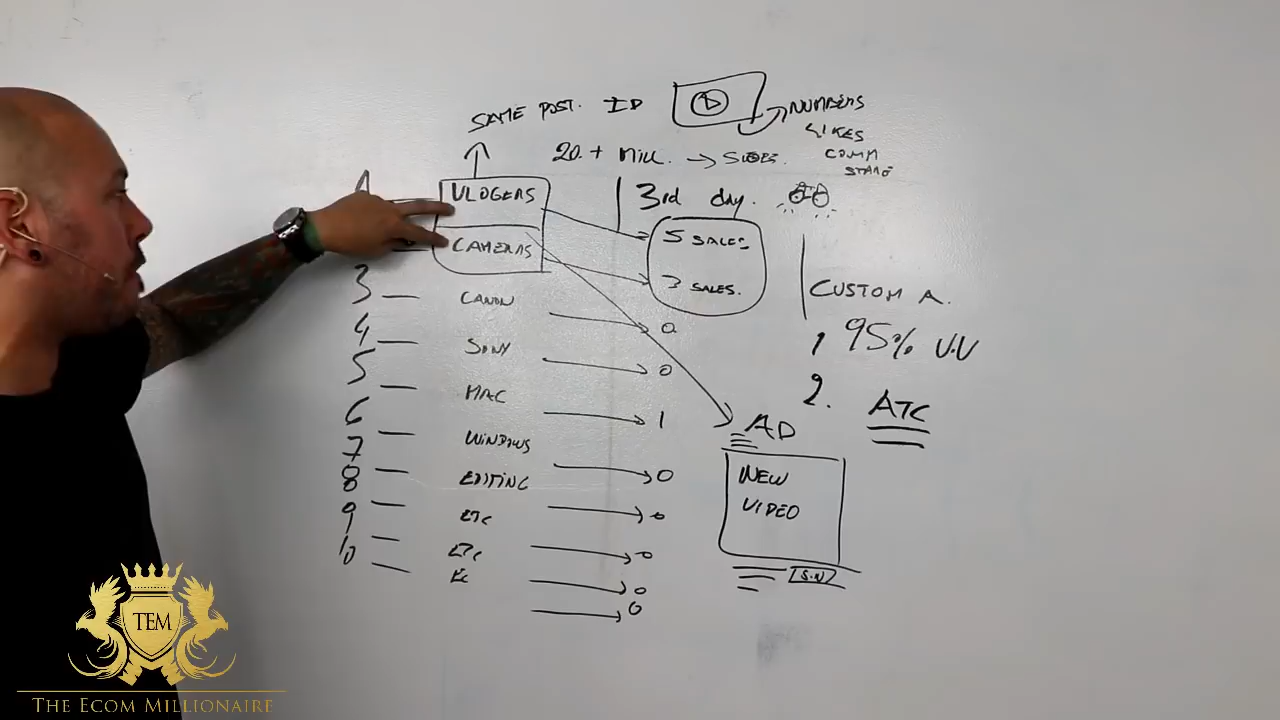 SAME POST. ID
NUMBERS
LIKES
COMM
20.+ MILL. →
3rd day.
VLOGERS
5 SALES
CAMERAS
3 SALES.
3 CANON 0
4 SONY 0
5 MAC 1
6 WINDOWS 0
7 EDITING 0
8 ETC 0
9 ETC 0
10 0
CUSTOM A.
1 95% V.V
2. ATC
AD
NEW
VIDEO
S.N
TEM
THE ECOM MILLIONAIRE